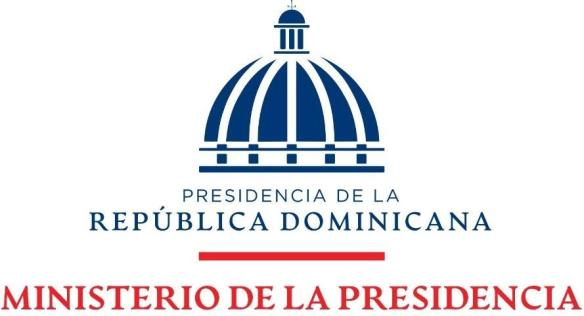 PRESIDENCIA DE LA
REPÚBLICA DOMINICANA
MINISTERIO DE LA PRESIDENCIA